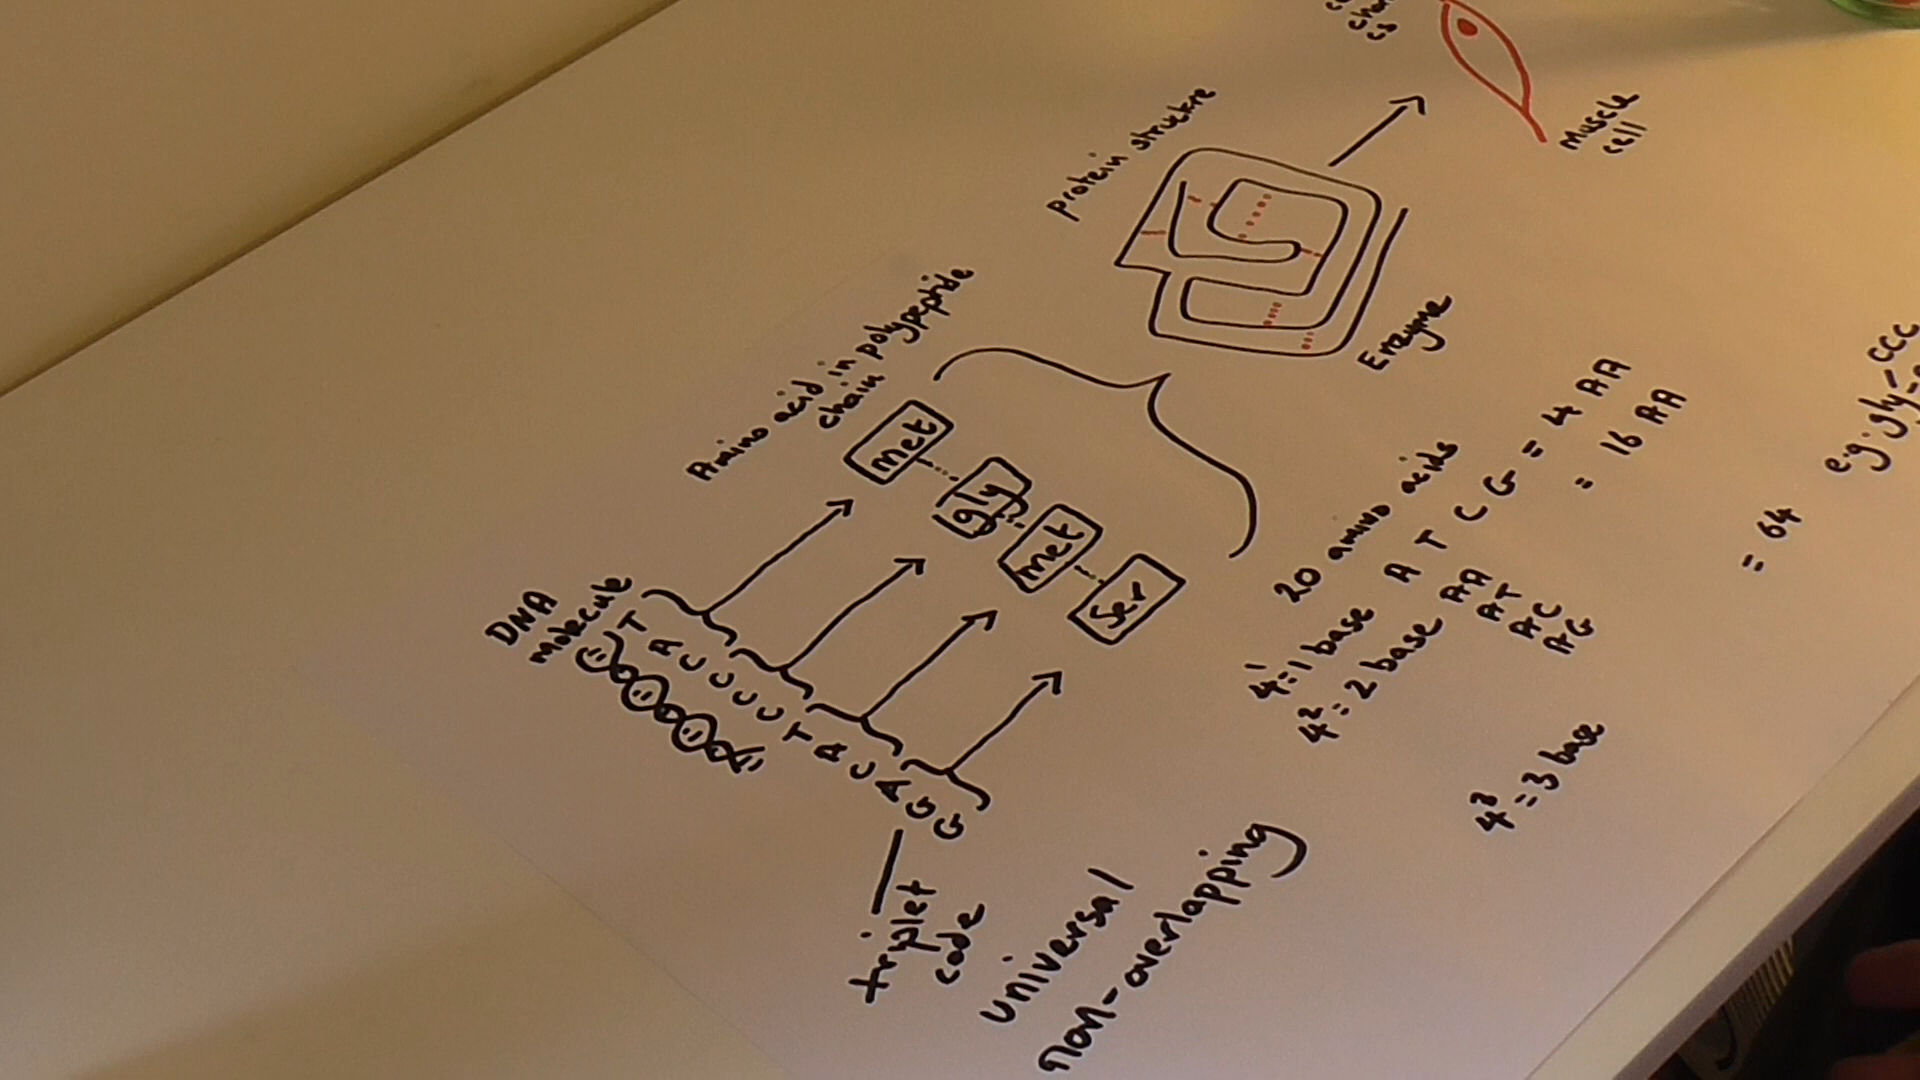 DNA
molecule
T A C C C C T A C A G G
triplet
code
universal
non-overlapping
Amino acid in polypeptide
chain
Met
gly
Met
Ser
protein structure
Enzyme
Muscle
cell
20 amino acids
4¹ = 1 base A T C G = 4 AA
4² = 2 base AA = 16 AA
AT
AC
AG
4³ = 3 base = 64
e.g. gly - CCC